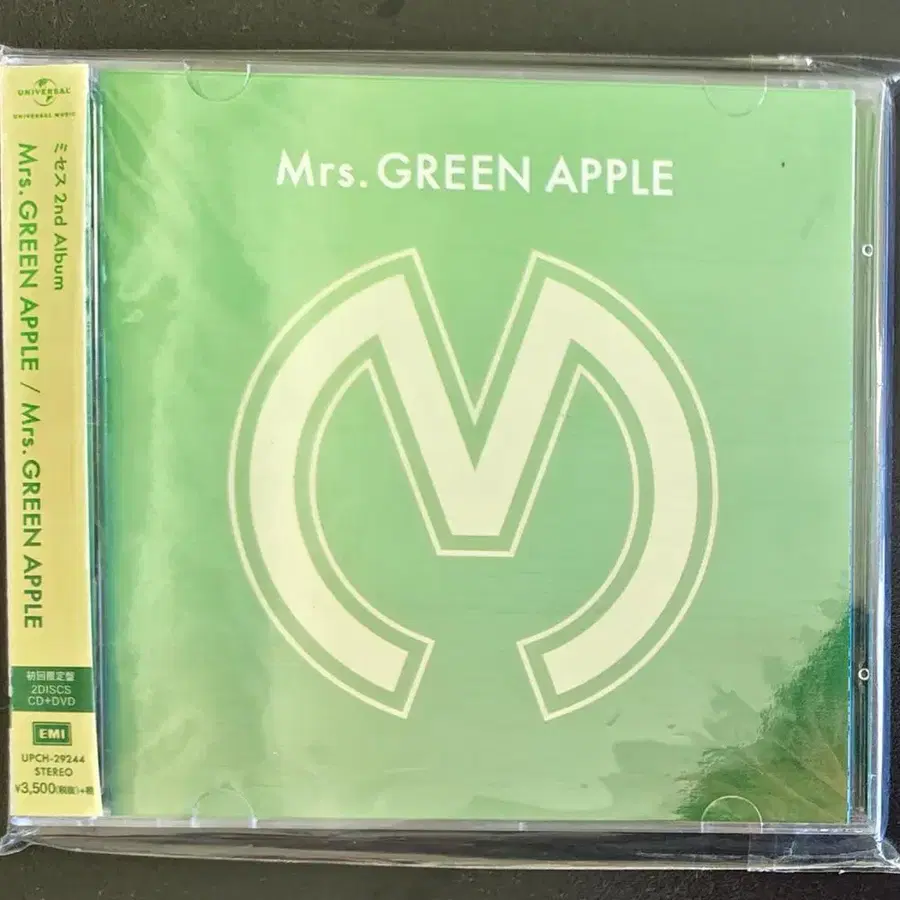 UNIVERSAL
UNIVERSAL MUSIC
ミセス 2nd Album
Mrs. GREEN APPLE / Mrs. GREEN APPLE
初回限定盤
2DISCS
CD+DVD
EMI
UPCH-29244
STEREO
¥3,500(税抜)+税
Mrs. GREEN APPLE